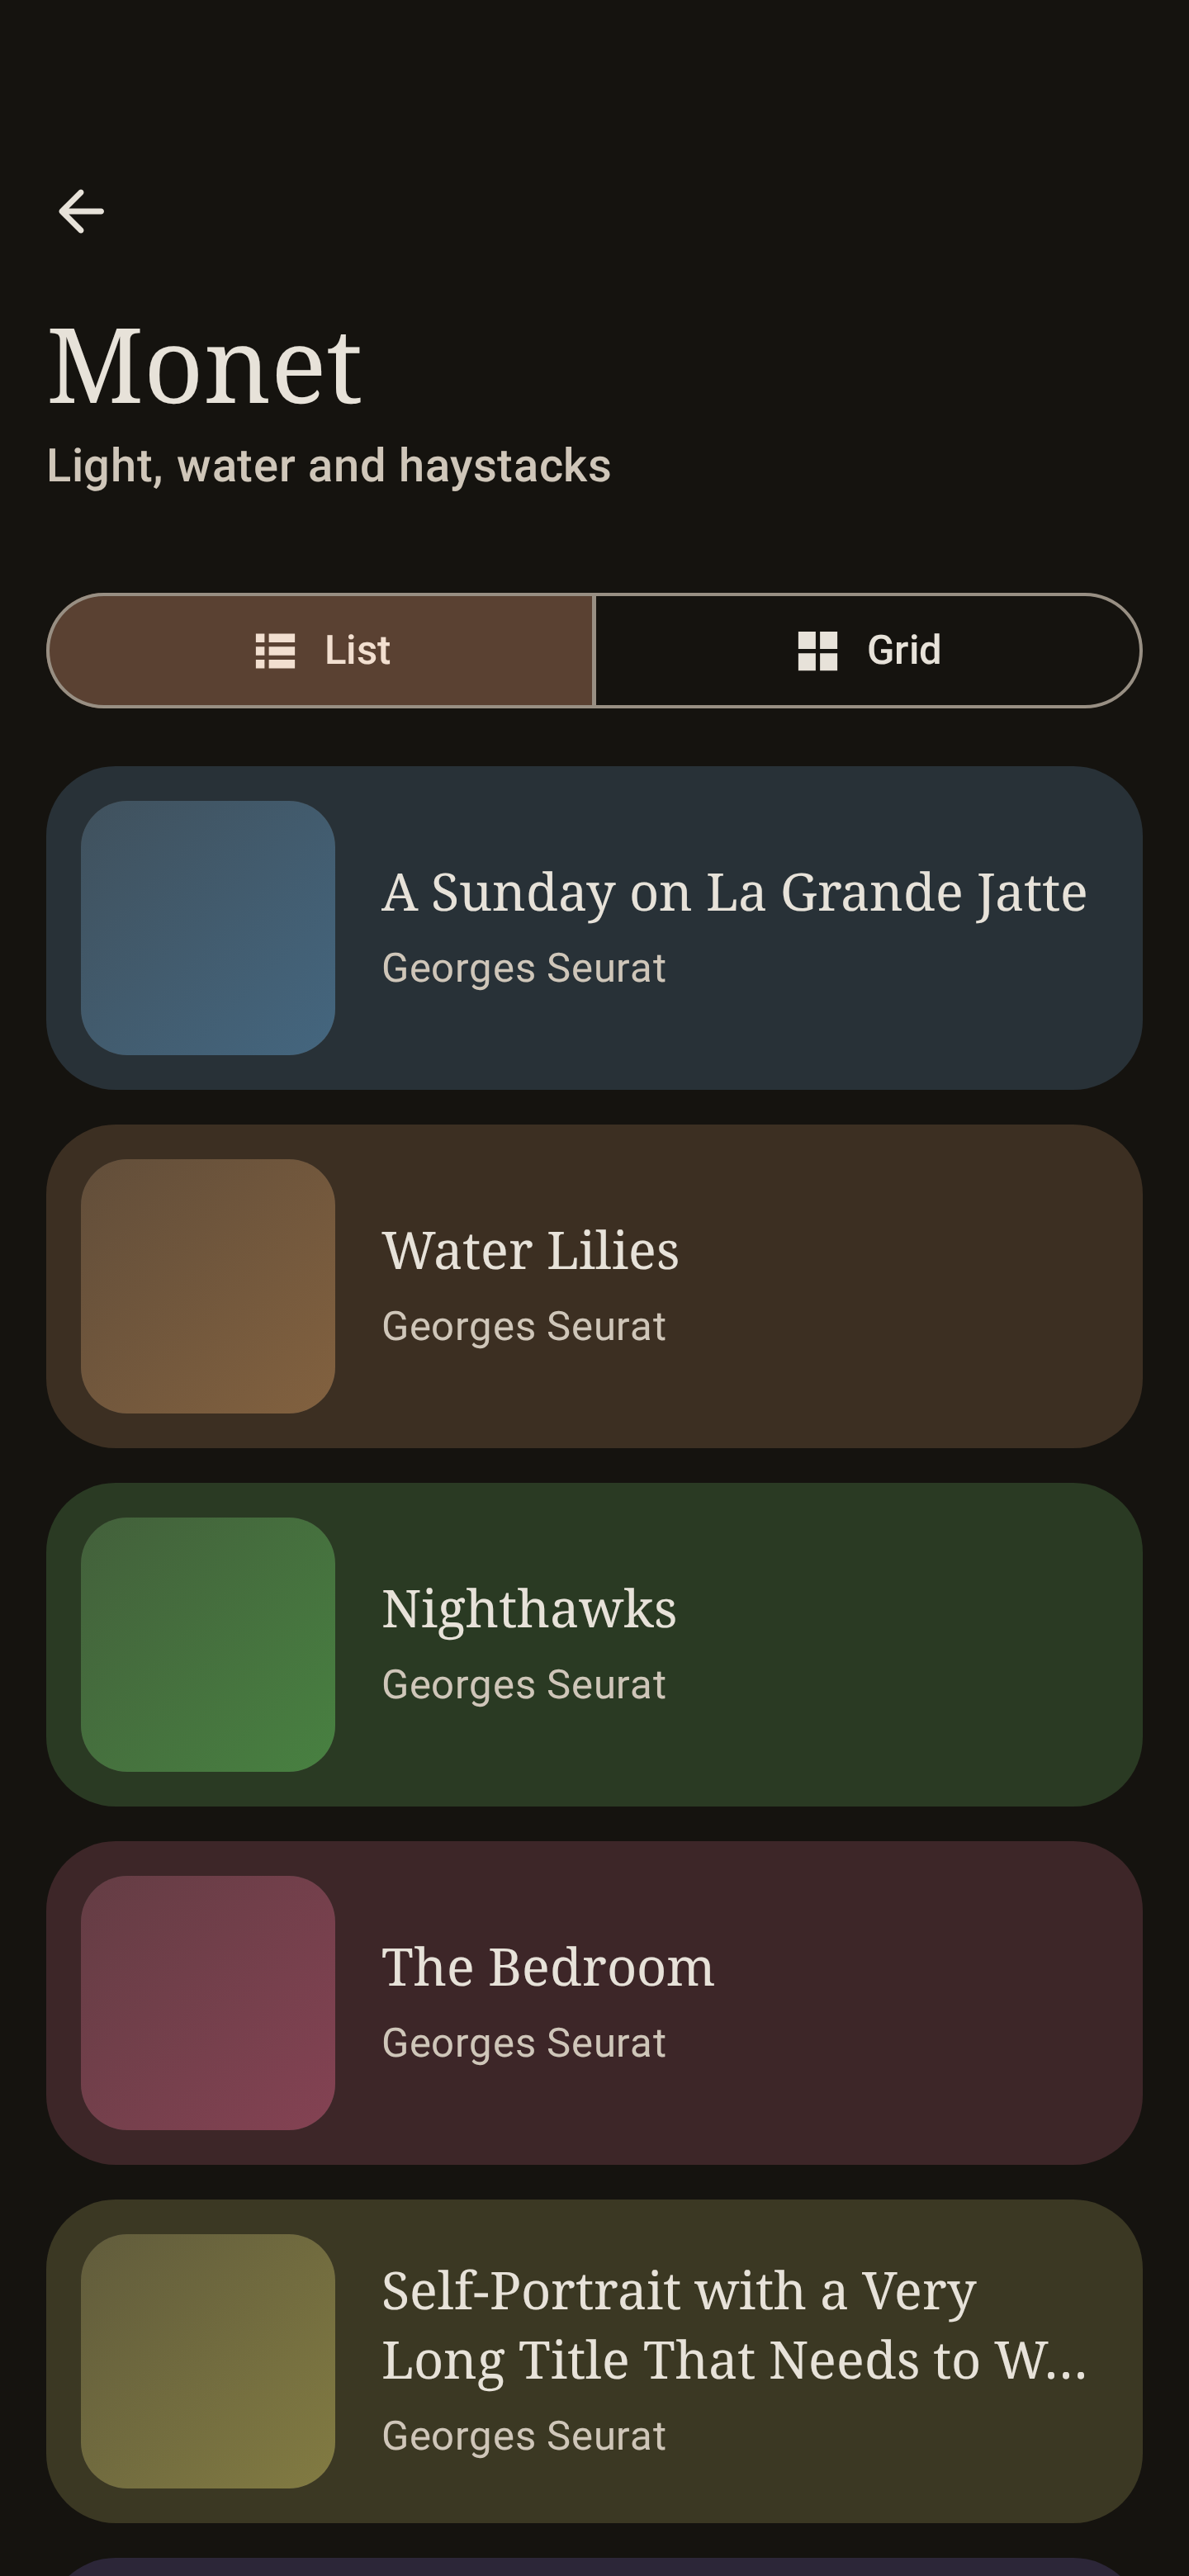 Monet
Light, water and haystacks
List
Grid
A Sunday on La Grande Jatte
Georges Seurat
Water Lilies
Georges Seurat
Nighthawks
Georges Seurat
The Bedroom
Georges Seurat
Self-Portrait with a Very
Long Title That Needs to W...
Georges Seurat